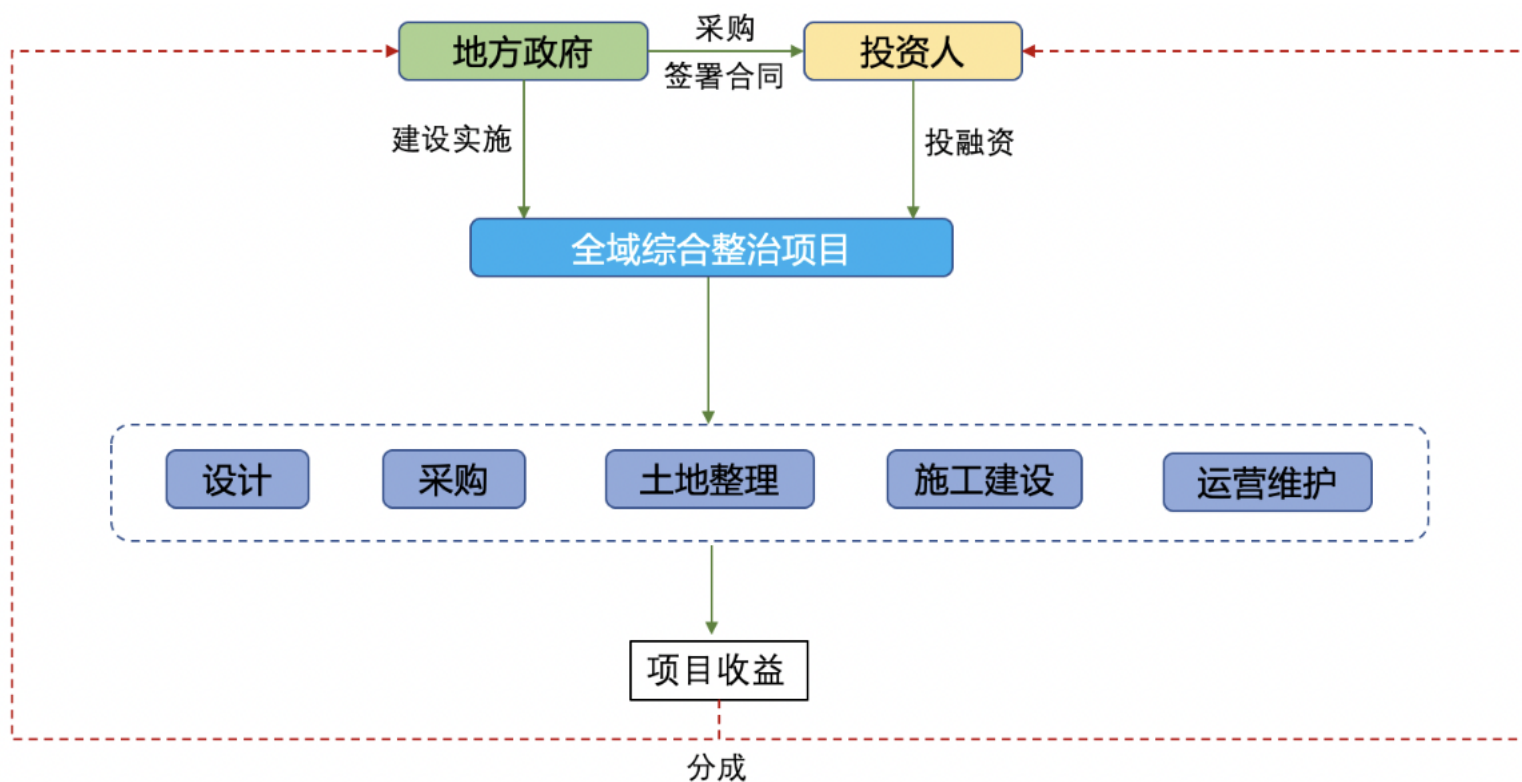 地方政府
采购
签署合同
投资人
建设实施
投融资
全域综合整治项目
设计
采购
土地整理
施工建设
运营维护
项目收益
分成